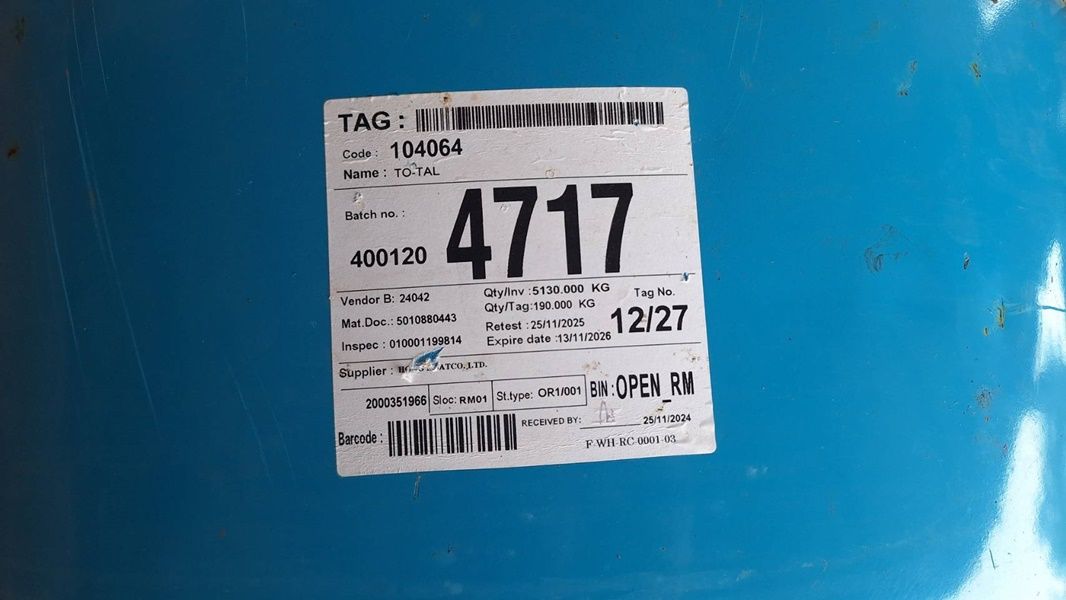 TAG :
Code : 104064
Name : TO-TAL
Batch no. :
400120 4717
Vendor B: 24042
Mat.Doc.: 5010880443
Inspec : 010001199814
Qty/Inv :5130.000 KG
Qty/Tag:190.000 KG
Retest :25/11/2025
Expire date :13/11/2026
Tag No.
12/27
Supplier : CO.,LTD.
2000351966 Sloc: RM01 St.type: OR1/001 BIN :OPEN_RM
Barcode :
RECEIVED BY: 25/11/2024
F-WH-RC-0001-03